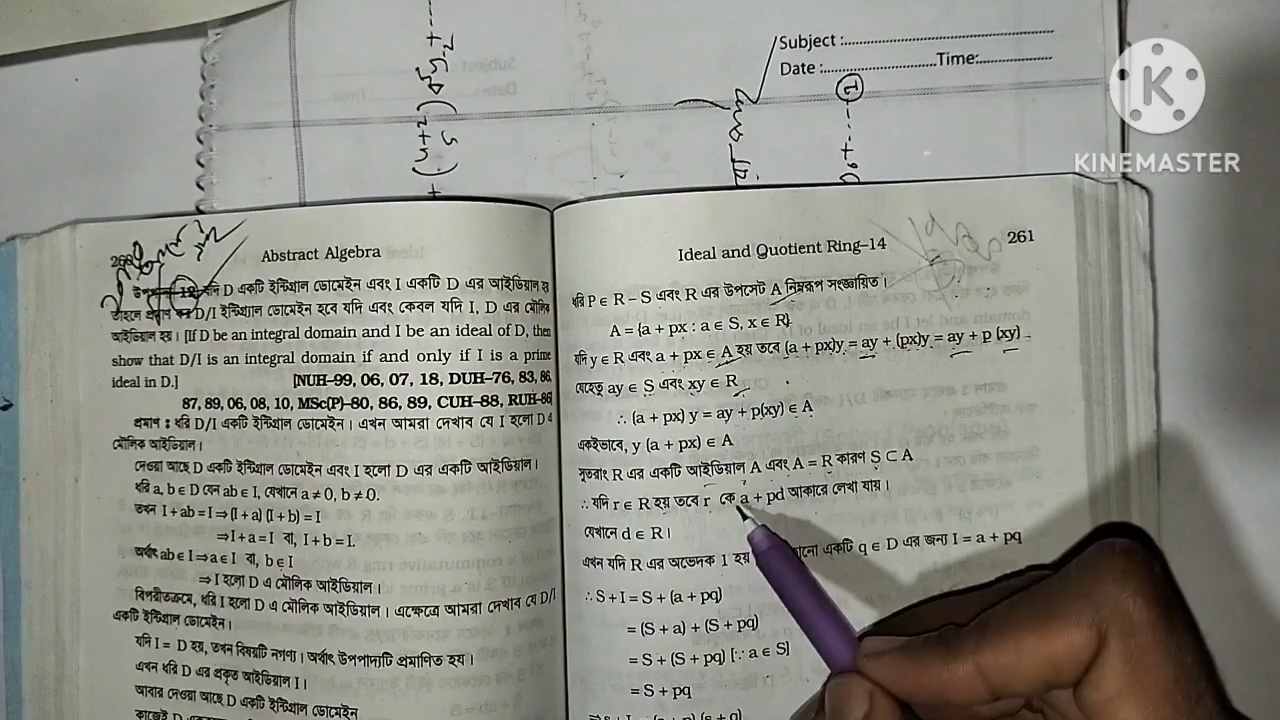 Subject :
Date : Time:
K
KINEMASTER
Abstract Algebra
যদি D একটি ইন্টিগ্রাল ডোমেইন এবং I একটি D এর আইডিয়াল হয়
তাহলে প্রমাণ কর D/I ইন্টিগ্রাল ডোমেইন হবে যদি এবং কেবল যদি I, D এর মৌলিক
আইডিয়াল হয়। [If D be an integral domain and I be an ideal of D, then
show that D/I is an integral domain if and only if I is a prime
ideal in D.] [NUH–99, 06, 07, 18, DUH–76, 83, 86,
87, 89, 06, 08, 10, MSc(P)–80, 86, 89, CUH–88, RUH–86]
প্রমাণ : ধরি D/I একটি ইন্টিগ্রাল ডোমেইন। এখন আমরা দেখাব যে I হলো D এ
মৌলিক আইডিয়াল।
দেওয়া আছে D একটি ইন্টিগ্রাল ডোমেইন এবং I হলো D এর একটি আইডিয়াল।
ধরি a, b ∈ D যেন ab ∈ I, যেখানে a ≠ 0, b ≠ 0.
তখন I + ab = I ⇒ (I + a) (I + b) = I
⇒ I + a = I বা, I + b = I.
অর্থাৎ ab ∈ I ⇒ a ∈ I বা, b ∈ I
⇒ I হলো D এ মৌলিক আইডিয়াল।
বিপরীতক্রমে, ধরি I হলো D এ মৌলিক আইডিয়াল। এক্ষেত্রে আমরা দেখাব যে D/I
একটি ইন্টিগ্রাল ডোমেইন।
যদি I = D হয়, তখন বিষয়টি নগণ্য। অর্থাৎ উপপাদ্যটি প্রমাণিত হয়।
এখন ধরি D এর প্রকৃত আইডিয়াল I।
আবার দেওয়া আছে D একটি ইন্টিগ্রাল ডোমেইন
Ideal and Quotient Ring–14 261
ধরি P ∈ R – S এবং R এর উপসেট A নিম্নরূপ সংজ্ঞায়িত।
A = {a + px : a ∈ S, x ∈ R}
যদি y ∈ R এবং a + px ∈ A হয় তবে (a + px)y = ay + (px)y = ay + p (xy)
যেহেতু ay ∈ S এবং xy ∈ R
∴ (a + px) y = ay + p(xy) ∈ A
একইভাবে, y (a + px) ∈ A
সুতরাং R এর একটি আইডিয়াল A এবং A = R কারণ S ⊂ A
∴ যদি r ∈ R হয় তবে r কে a + pd আকারে লেখা যায়।
যেখানে d ∈ R।
এখন যদি R এর অভেদক 1 হয় একটি q ∈ D এর জন্য I = a + pq
∴ S + I = S + (a + pq)
= (S + a) + (S + pq)
= S + (S + pq) [∵ a ∈ S]
= S + pq